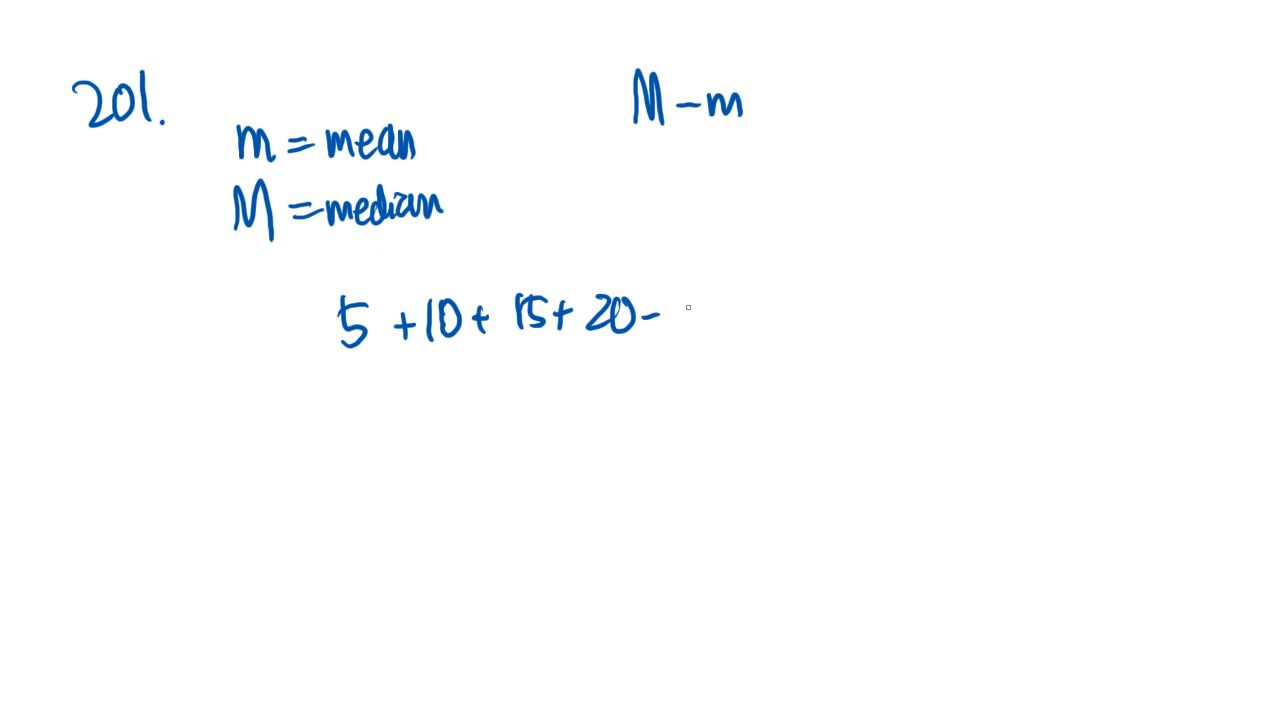 201.
M - m
m = mean
M = median
5 + 10 + 15 + 20 -